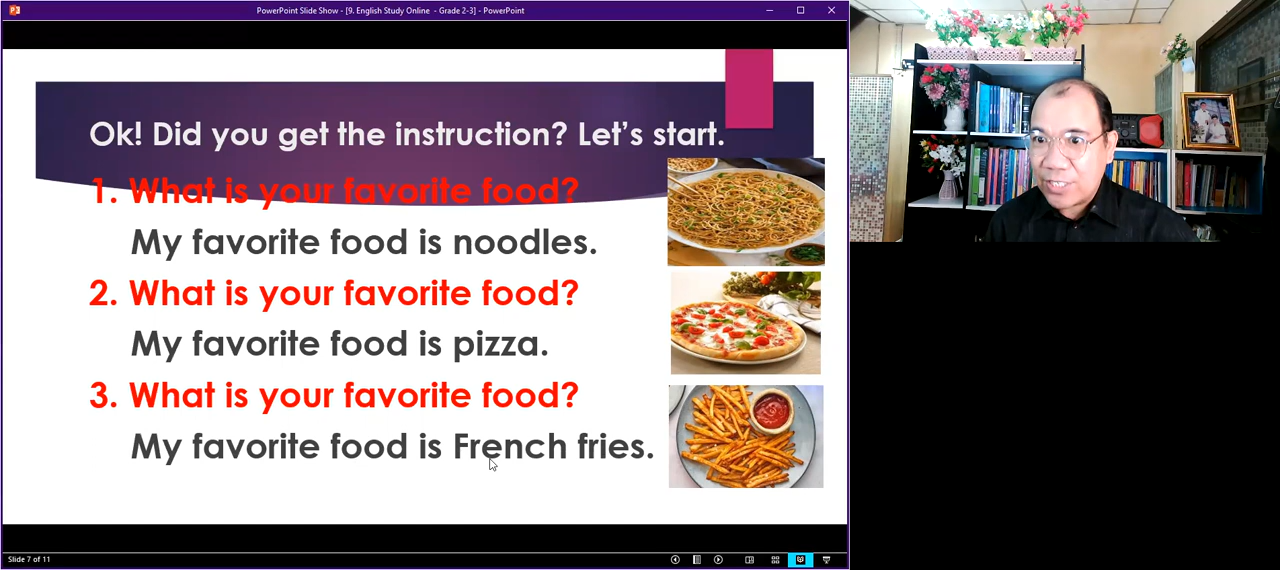 PowerPoint Slide Show - [9. English Study Online - Grade 2-3] - PowerPoint
Ok! Did you get the instruction? Let's start.
1. What is your favorite food?
My favorite food is noodles.
2. What is your favorite food?
My favorite food is pizza.
3. What is your favorite food?
My favorite food is French fries.
Slide 7 of 11